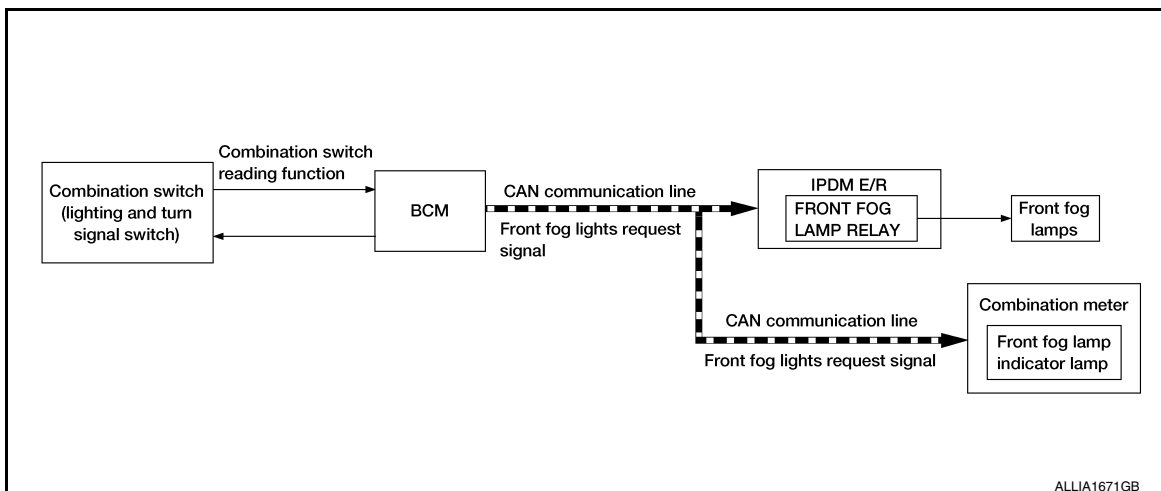 Combination switch
(lighting and turn
signal switch)
Combination switch
reading function
BCM
CAN communication line
Front fog lights request
signal
IPDM E/R
FRONT FOG
LAMP RELAY
Front fog
lamps
CAN communication line
Front fog lights request signal
Combination meter
Front fog lamp
indicator lamp
ALLIA1671GB